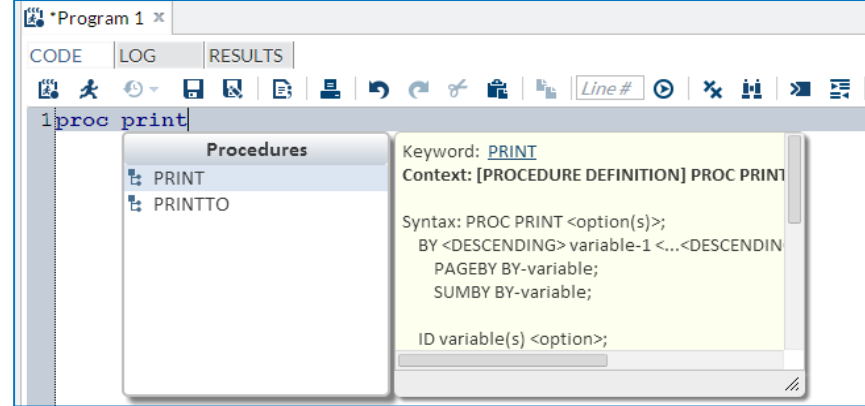 *Program 1 ×
CODE LOG RESULTS
Line #
1 proc print
Procedures
PRINT
PRINTTO
Keyword: PRINT
Context: [PROCEDURE DEFINITION] PROC PRINT
Syntax: PROC PRINT <option(s)>;
BY <DESCENDING> variable-1 <...<DESCENDIN
PAGEBY BY-variable;
SUMBY BY-variable;
ID variable(s) <option>;